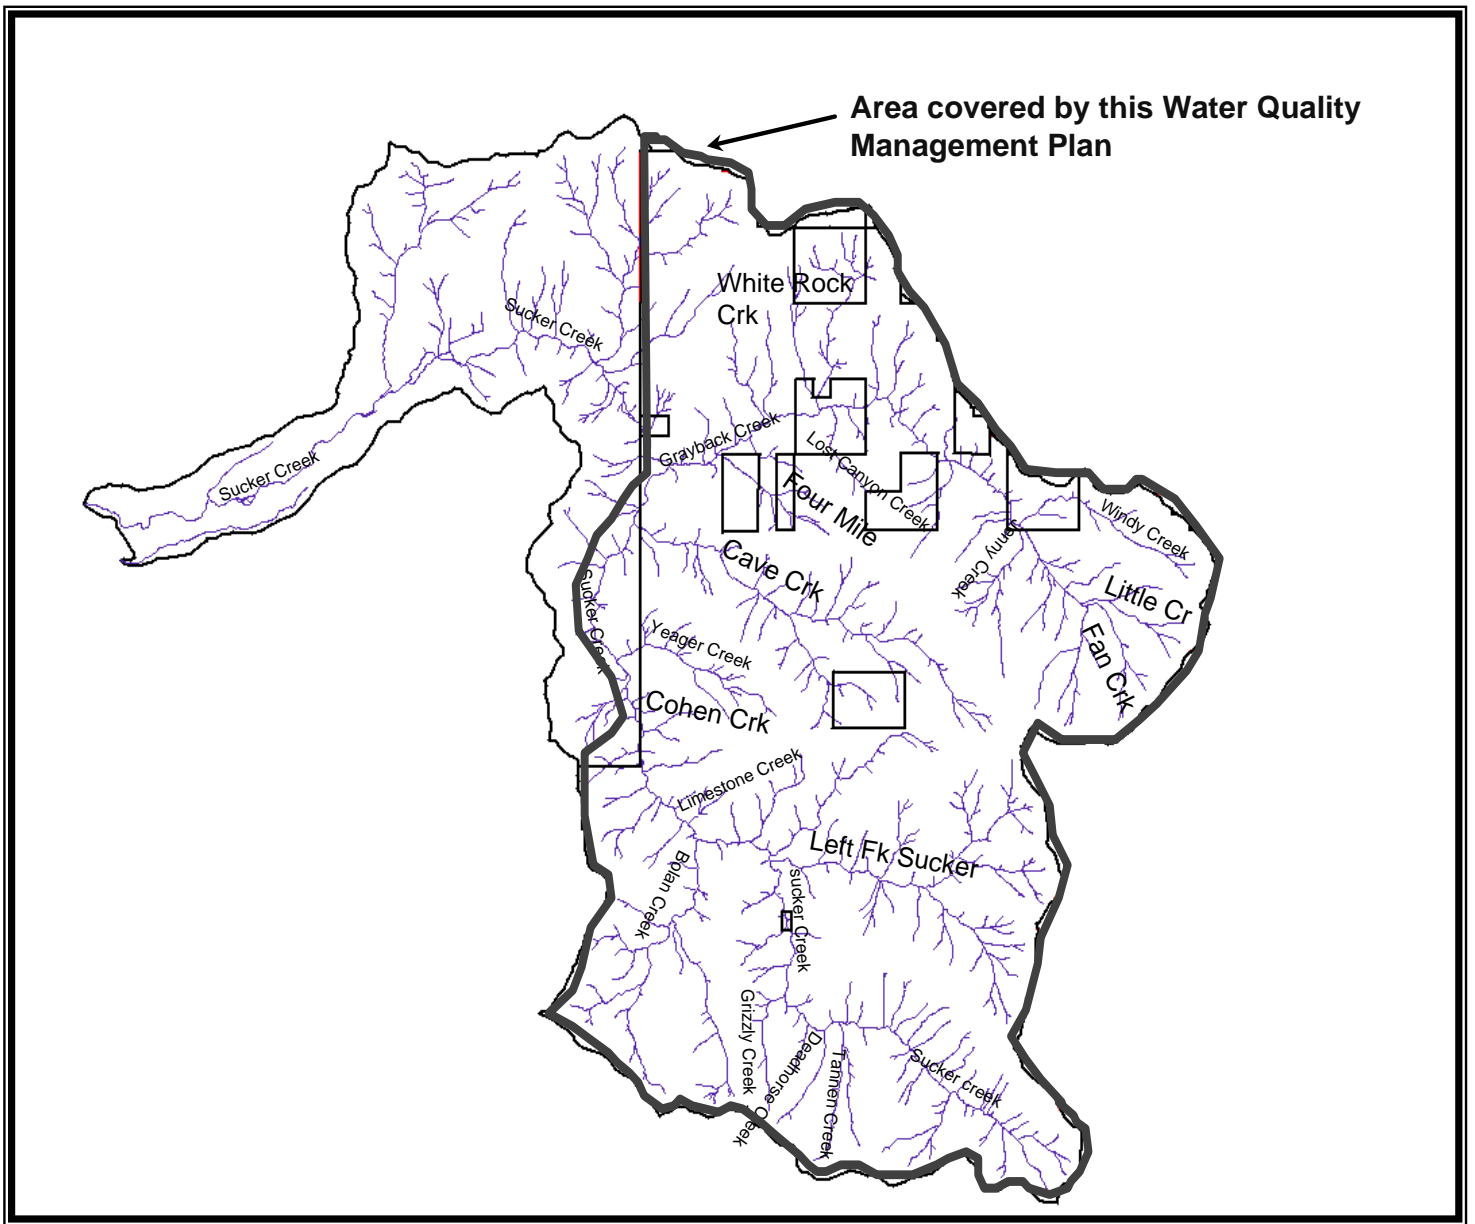 Area covered by this Water Quality
Management Plan
White Rock
Crk
Sucker Creek
Grayback Creek
Lost Canyon Creek
Sucker Creek
Four Mile
Windy Creek
Jenny Creek
Cave Crk
Little Cr
Sucker Creek
Yeager Creek
Fan Crk
Cohen Crk
Limestone Creek
Left Fk Sucker
Bolan Creek
sucker Creek
Grizzly Creek
Deadhorse Creek
Tannen Creek
Sucker creek